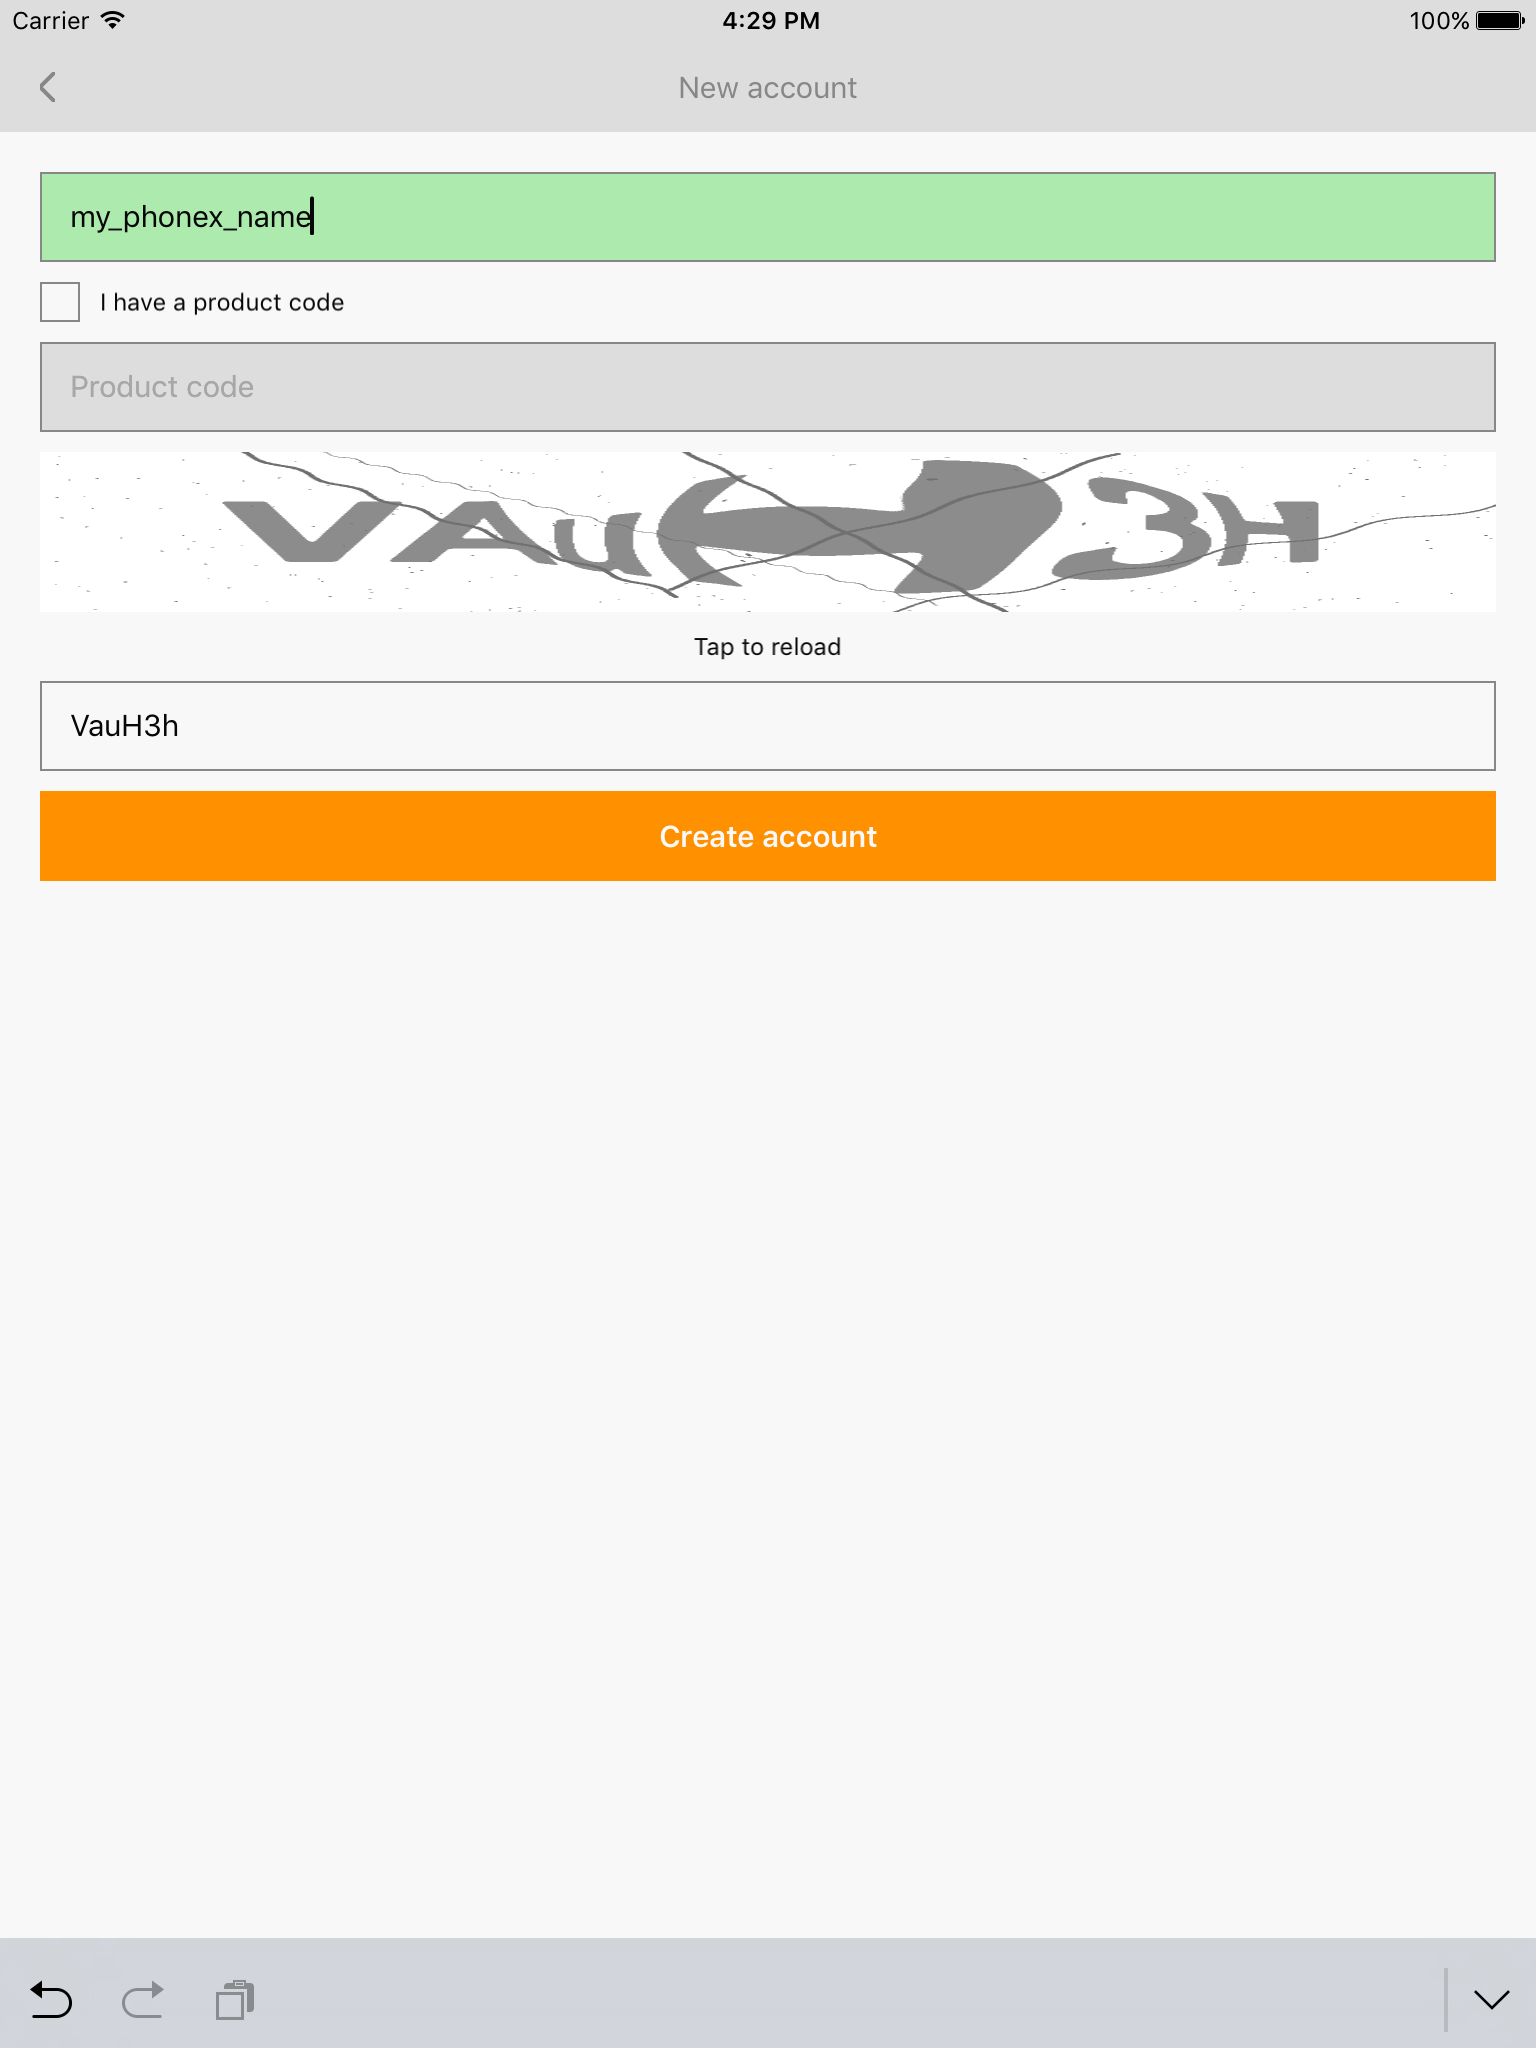 Carrier 4:29 PM 100%
New account
my_phonex_name
I have a product code
Product code
Tap to reload
VauH3h
Create account